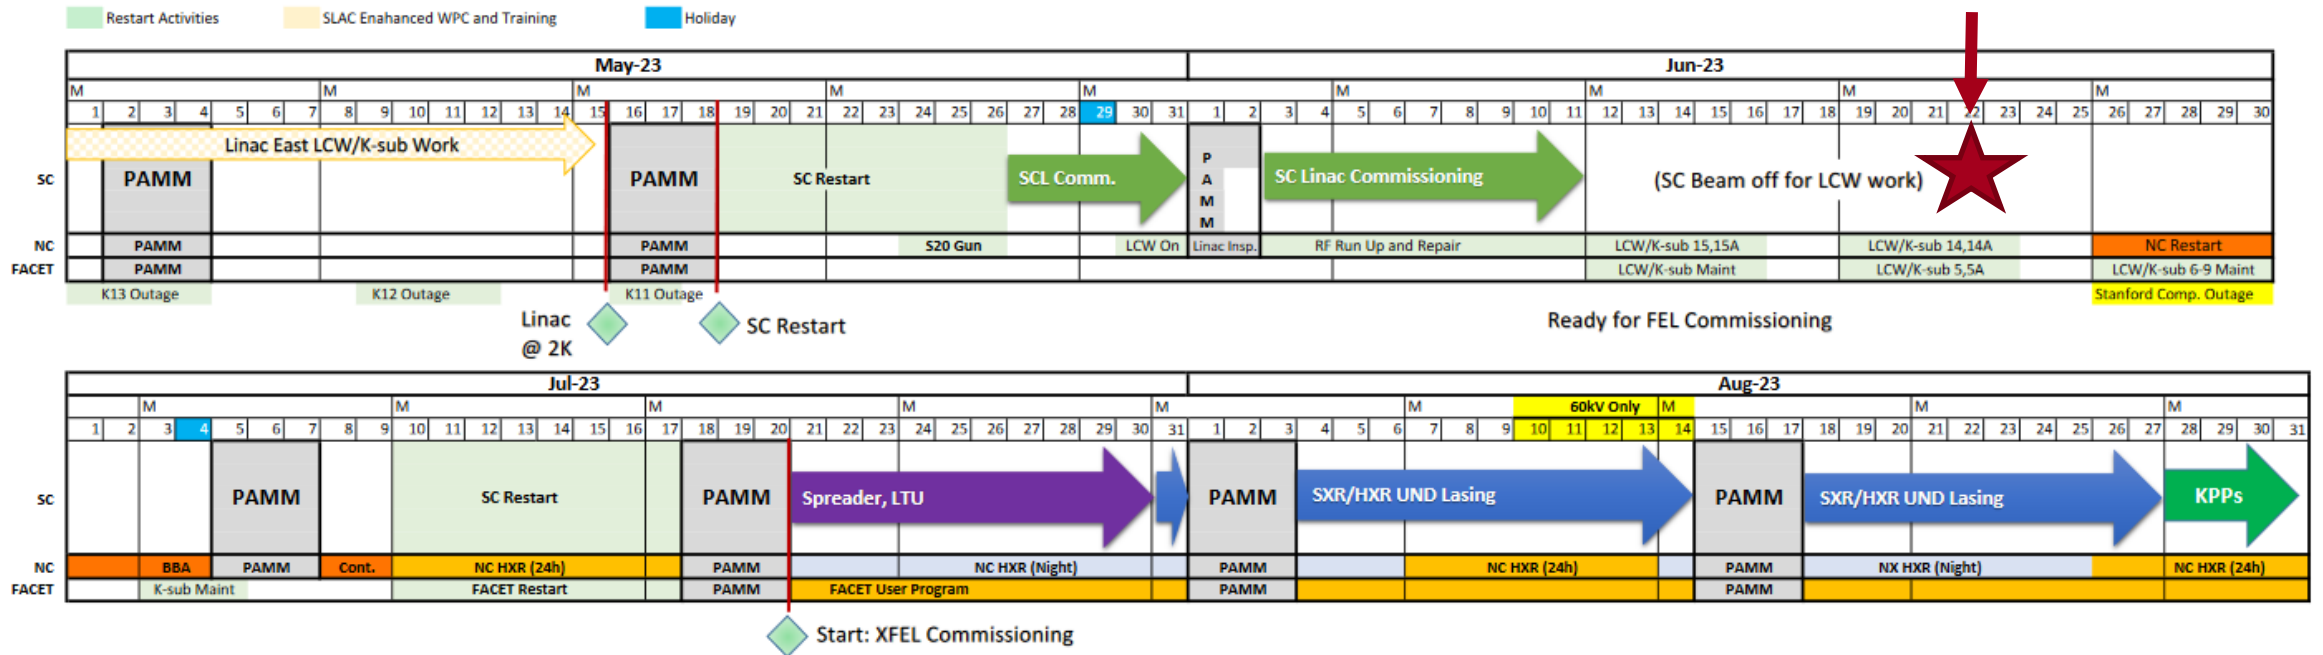 Restart Activities SLAC Enahanced WPC and Training Holiday
May-23 Jun-23
M M M M M M M M M
1 2 3 4 5 6 7 8 9 10 11 12 13 14 15 16 17 18 19 20 21 22 23 24 25 26 27 28 29 30 31 1 2 3 4 5 6 7 8 9 10 11 12 13 14 15 16 17 18 19 20 21 22 23 24 25 26 27 28 29 30
Linac East LCW/K-sub Work
SC PAMM PAMM SC Restart SCL Comm. PAMM SC Linac Commissioning (SC Beam off for LCW work)
NC PAMM PAMM S20 Gun LCW On Linac Insp. RF Run Up and Repair LCW/K-sub 15,15A LCW/K-sub 14,14A NC Restart
FACET PAMM PAMM LCW/K-sub Maint LCW/K-sub 5,5A LCW/K-sub 6-9 Maint
K13 Outage K12 Outage K11 Outage Stanford Comp. Outage
Linac
@ 2K
SC Restart
Ready for FEL Commissioning
Jul-23 Aug-23
M M M M M M 60kV Only M M M
1 2 3 4 5 6 7 8 9 10 11 12 13 14 15 16 17 18 19 20 21 22 23 24 25 26 27 28 29 30 31 1 2 3 4 5 6 7 8 9 10 11 12 13 14 15 16 17 18 19 20 21 22 23 24 25 26 27 28 29 30 31
SC PAMM SC Restart PAMM Spreader, LTU PAMM SXR/HXR UND Lasing PAMM SXR/HXR UND Lasing KPPs
NC BBA PAMM Cont. NC HXR (24h) PAMM NC HXR (Night) PAMM NC HXR (24h) PAMM NX HXR (Night) NC HXR (24h)
FACET K-sub Maint FACET Restart PAMM FACET User Program PAMM PAMM
Start: XFEL Commissioning